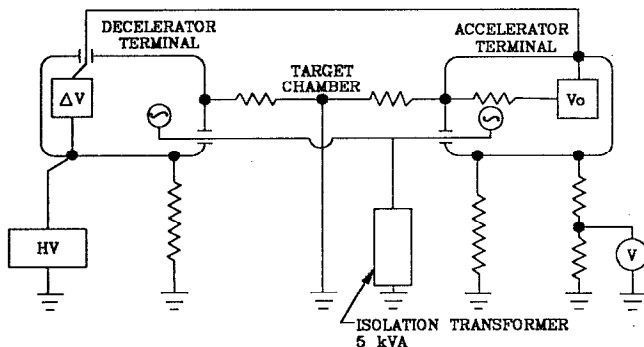 DECELERATOR
TERMINAL
ACCELERATOR
TERMINAL
TARGET
CHAMBER
ΔV
Vo
HV
V
ISOLATION TRANSFORMER
5 kVA